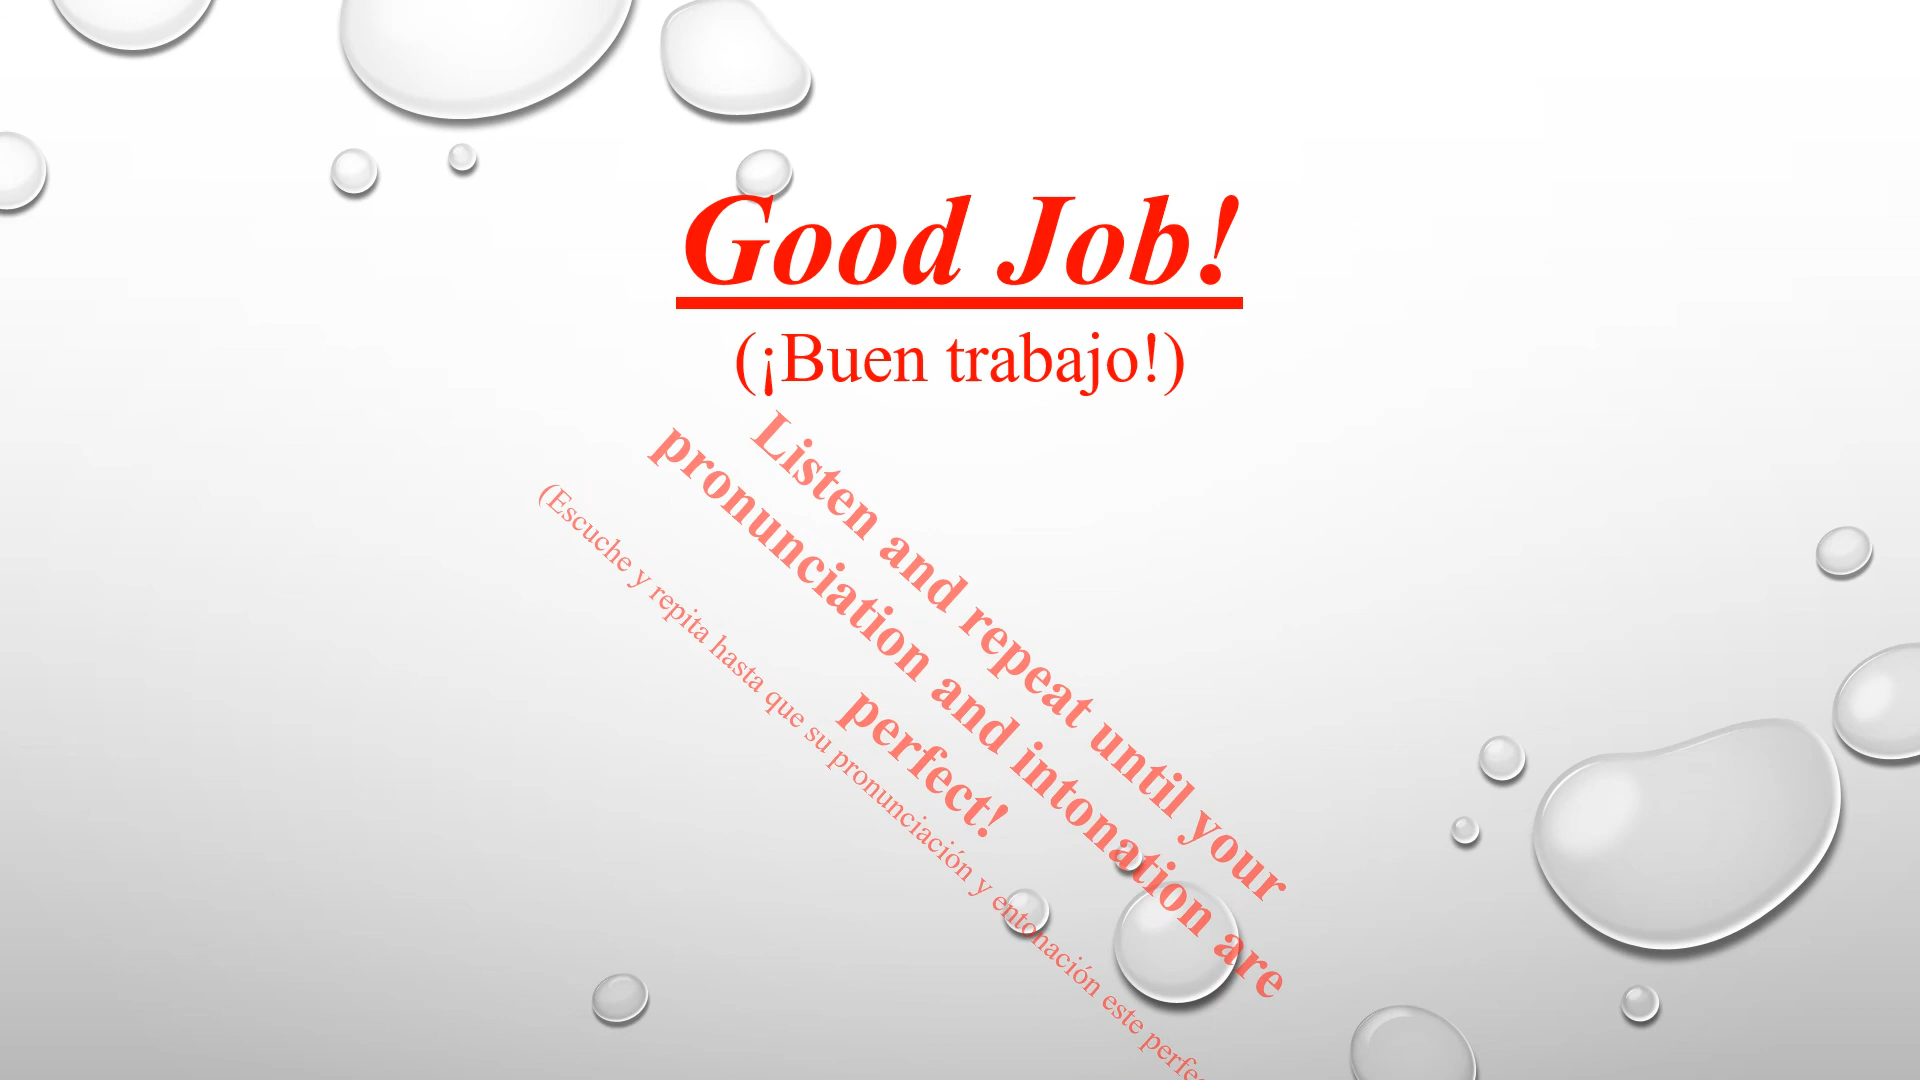 Good Job!
(¡Buen trabajo!)
Listen and repeat until your
pronunciation and intonation are
perfect!
(Escuche y repita hasta que su pronunciación y entonación este